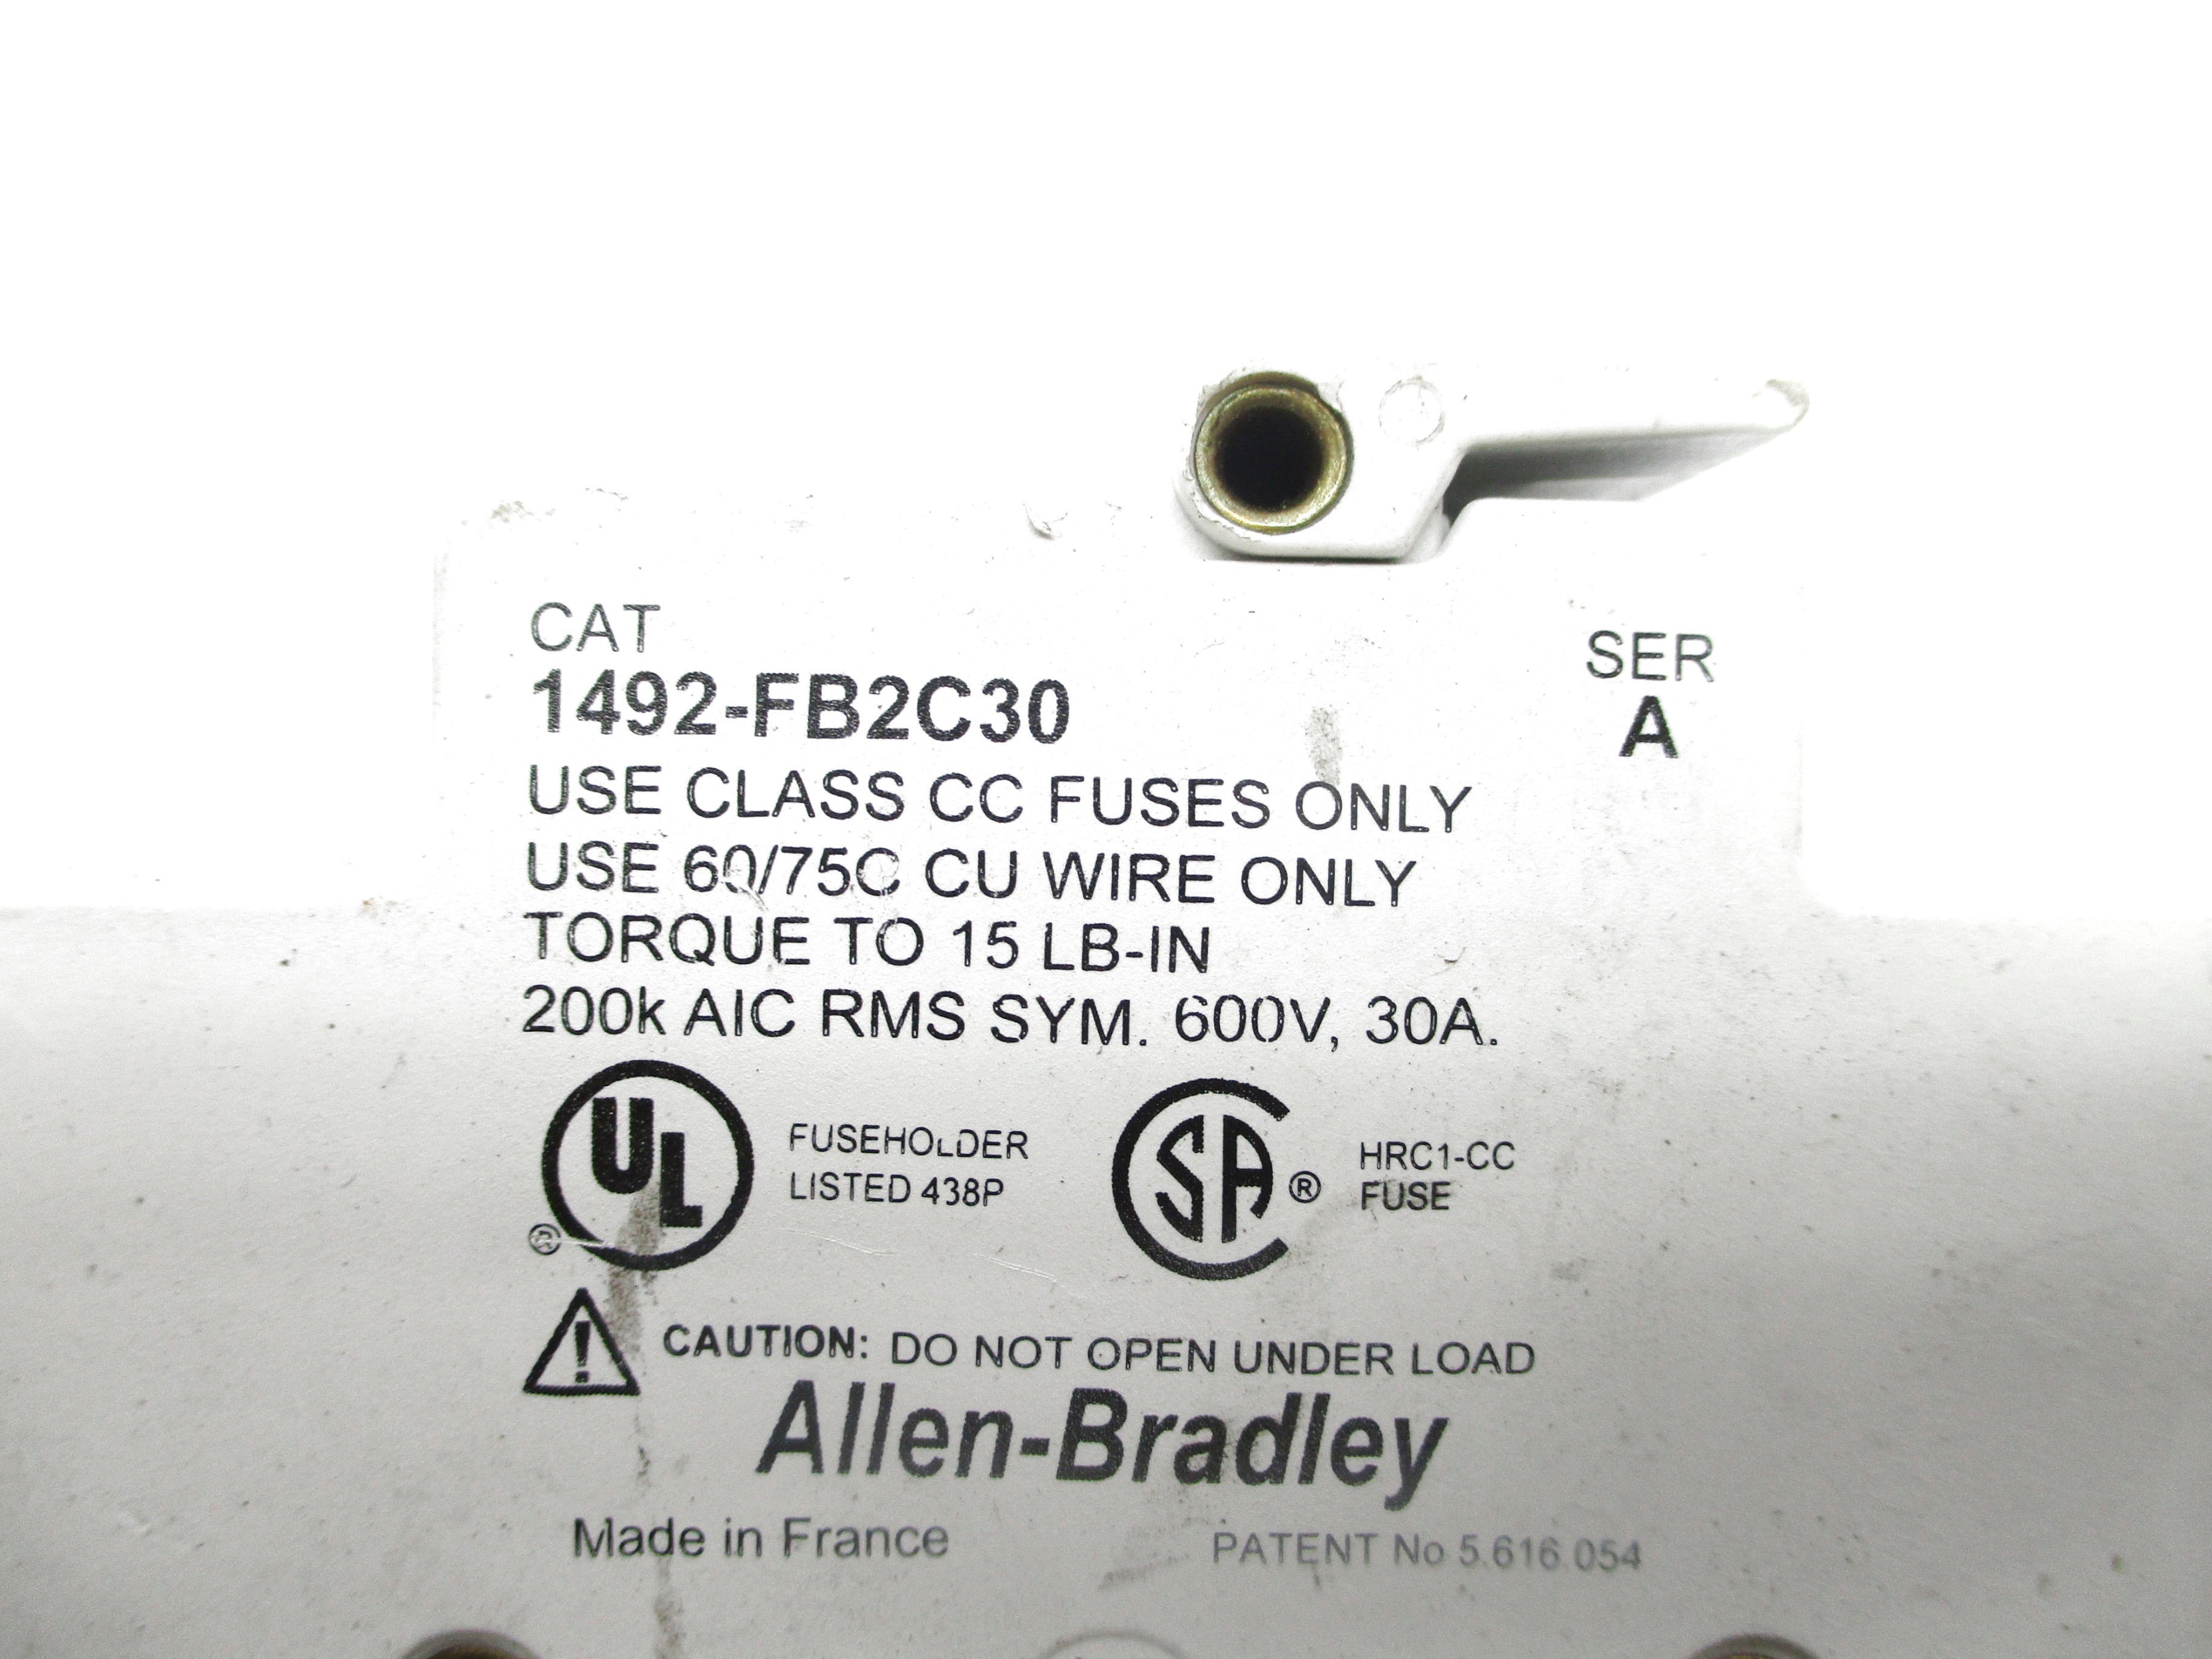 CAT
SER
1492-FB2C30
A
USE CLASS CC FUSES ONLY
USE 60/75C CU WIRE ONLY
TORQUE TO 15 LB-IN
200k AIC RMS SYM. 600V, 30A.
UL
®
FUSEHOLDER
LISTED 438P
SA
®
HRC1-CC
FUSE
CAUTION: DO NOT OPEN UNDER LOAD
Allen-Bradley
Made in France
PATENT No 5.616.054